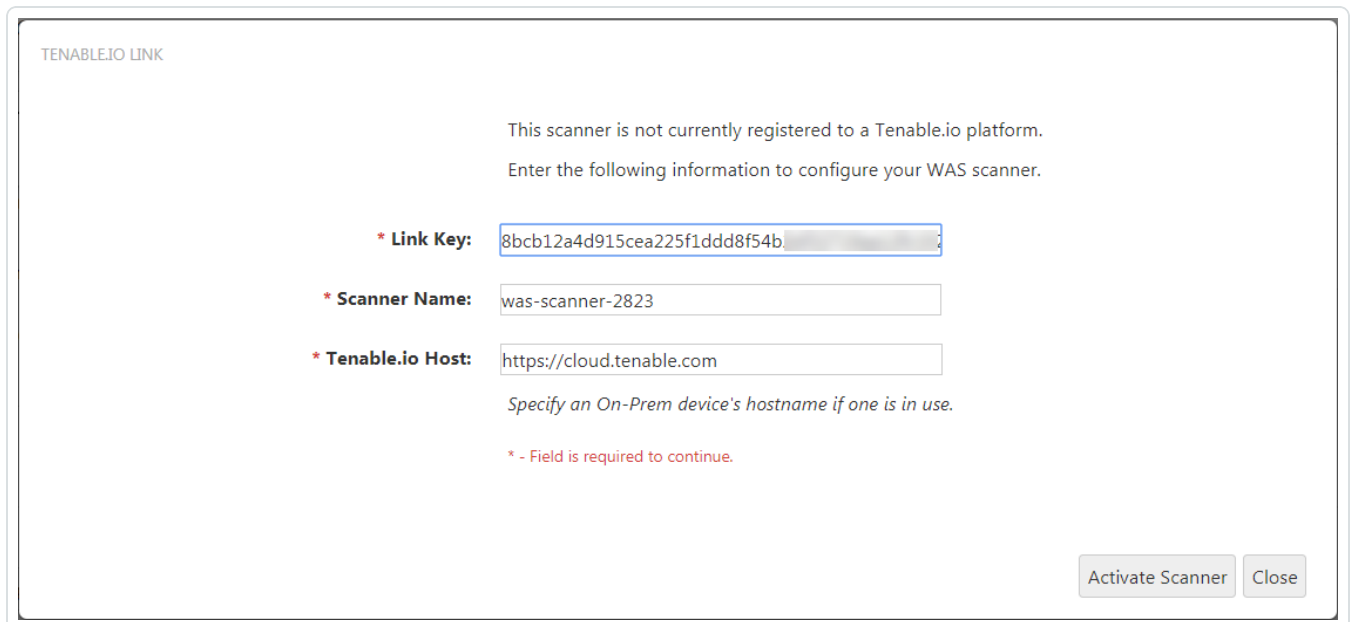 TENABLE.IO LINK
This scanner is not currently registered to a Tenable.io platform.
Enter the following information to configure your WAS scanner.
* Link Key: 8bcb12a4d915cea225f1ddd8f54b
* Scanner Name: was-scanner-2823
* Tenable.io Host: https://cloud.tenable.com
Specify an On-Prem device's hostname if one is in use.
* - Field is required to continue.
Activate Scanner Close